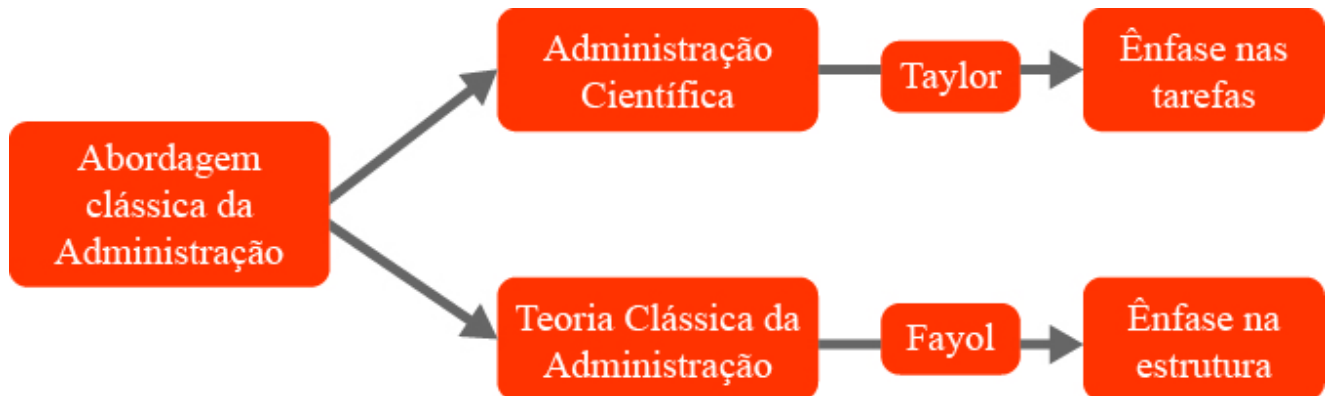 Abordagem
clássica da
Administração
Administração
Científica
Taylor
Ênfase nas
tarefas
Teoria Clássica da
Administração
Fayol
Ênfase na
estrutura